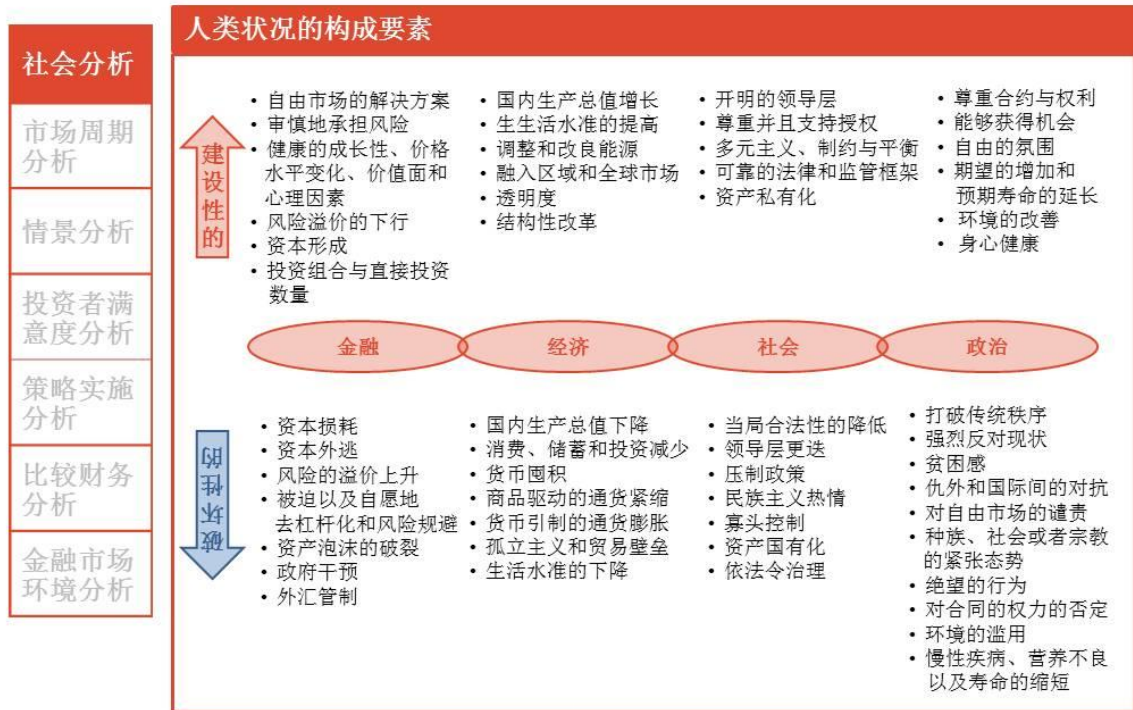 人类状况的构成要素
社会分析
市场周期
分析
情景分析
投资者满
意度分析
策略实施
分析
比较财务
分析
金融市场
环境分析
建设性的
• 自由市场的解决方案
• 审慎地承担风险
• 健康的成长性、价格
水平变化、价值面和
心理因素
• 风险溢价的下行
• 资本形成
• 投资组合与直接投资
数量
• 国内生产总值增长
• 生生活水准的提高
• 调整和改良能源
• 融入区域和全球市场
• 透明度
• 结构性改革
• 开明的领导层
• 尊重并且支持授权
• 多元主义、制约与平衡
• 可靠的法律和监管框架
• 资产私有化
• 尊重合约与权利
• 能够获得机会
• 自由的氛围
• 期望的增加和
预期寿命的延长
• 环境的改善
• 身心健康
金融
经济
社会
政治
破坏性的
• 资本损耗
• 资本外逃
• 风险的溢价上升
• 被迫以及自愿地
去杠杆化和风险规避
• 资产泡沫的破裂
• 政府干预
• 外汇管制
• 国内生产总值下降
• 消费、储蓄和投资减少
• 货币囤积
• 商品驱动的通货紧缩
• 货币引制的通货膨胀
• 孤立主义和贸易壁垒
• 生活水准的下降
• 当局合法性的降低
• 领导层更迭
• 压制政策
• 民族主义热情
• 寡头控制
• 资产国有化
• 依法令治理
• 打破传统秩序
• 强烈反对现状
• 贫困感
• 仇外和国际间的对抗
• 对自由市场的谴责
• 种族、社会或者宗教
的紧张态势
• 绝望的行为
• 对合同的权力的否定
• 环境的滥用
• 慢性疾病、营养不良
以及寿命的缩短